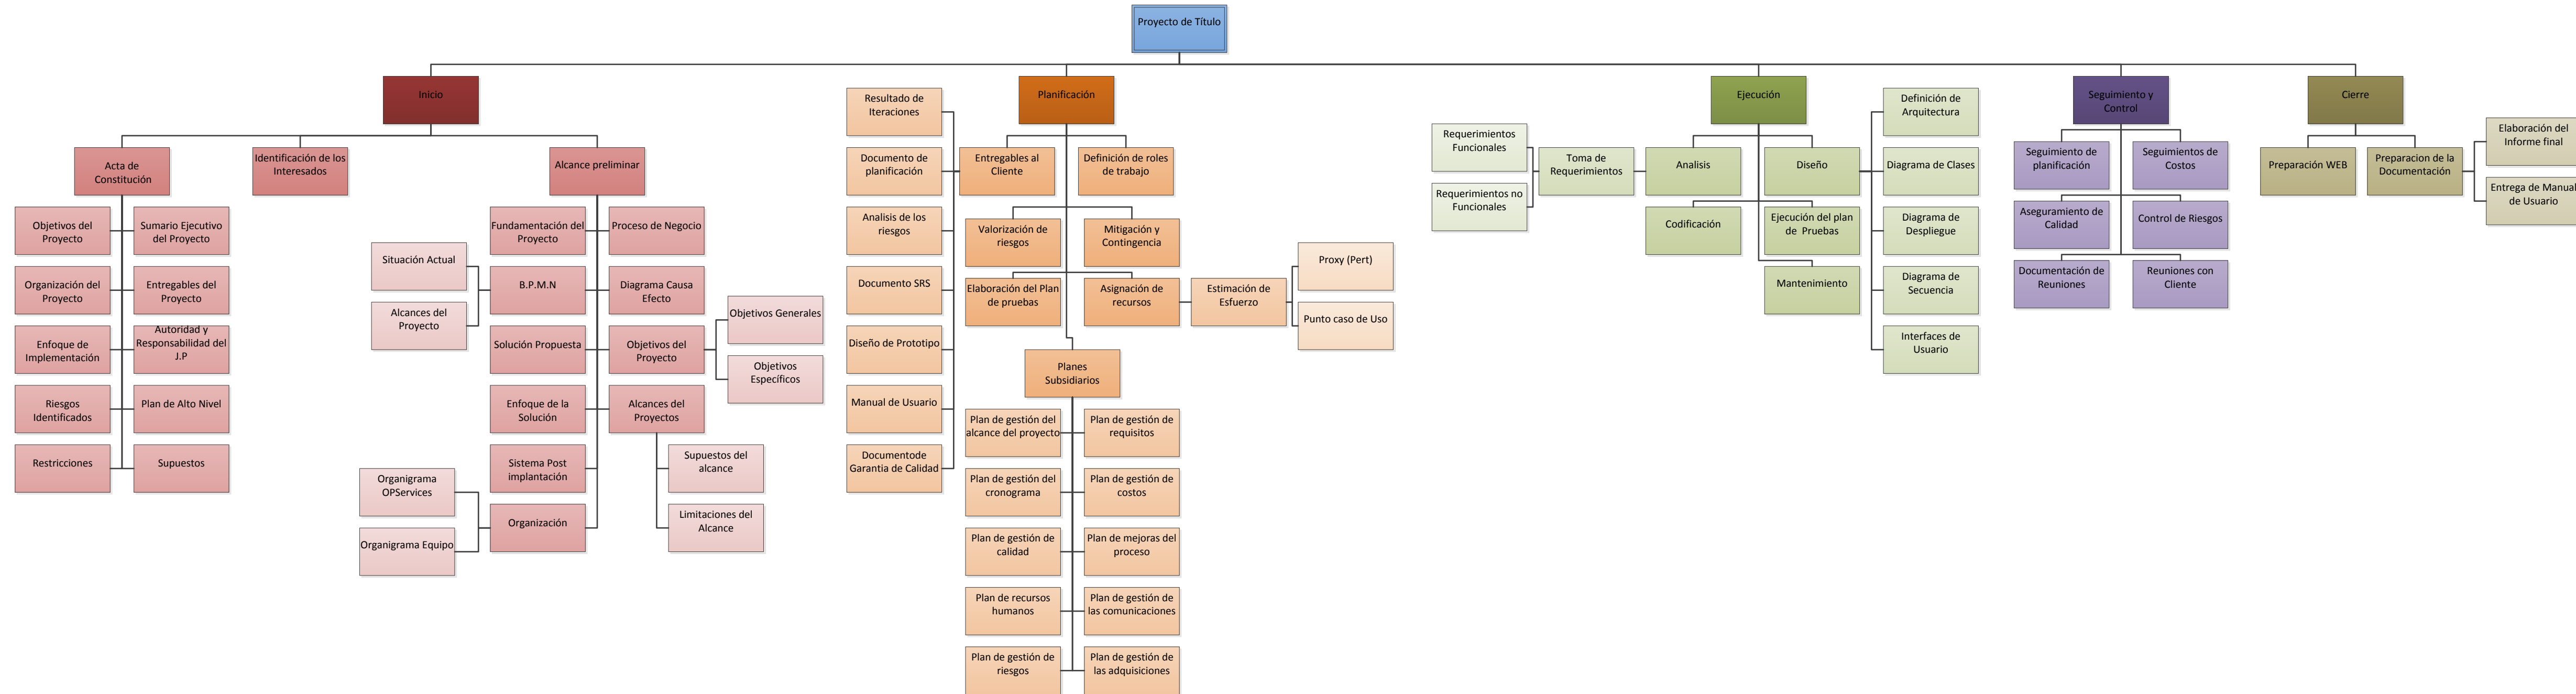 Proyecto de Título
Inicio
Acta de
Constitución
Objetivos del
Proyecto
Sumario Ejecutivo
del Proyecto
Organización del
Proyecto
Entregables del
Proyecto
Enfoque de
Implementación
Autoridad y
Responsabilidad del
J.P
Riesgos
Identificados
Plan de Alto Nivel
Restricciones
Supuestos
Identificación de los
Interesados
Alcance preliminar
Fundamentación del
Proyecto
Proceso de Negocio
Situación Actual
Alcances del
Proyecto
B.P.M.N
Diagrama Causa
Efecto
Solución Propuesta
Objetivos del
Proyecto
Objetivos Generales
Objetivos
Específicos
Enfoque de la
Solución
Alcances del
Proyectos
Supuestos del
alcance
Limitaciones del
Alcance
Sistema Post
implantación
Organización
Organigrama
OPServices
Organigrama Equipo
Planificación
Resultado de
Iteraciones
Documento de
planificación
Analisis de los
riesgos
Documento SRS
Diseño de Prototipo
Manual de Usuario
Documentode
Garantia de Calidad
Entregables al
Cliente
Definición de roles
de trabajo
Valorización de
riesgos
Mitigación y
Contingencia
Elaboración del Plan
de pruebas
Asignación de
recursos
Estimación de
Esfuerzo
Proxy (Pert)
Punto caso de Uso
Planes
Subsidiarios
Plan de gestión del
alcance del proyecto
Plan de gestión de
requisitos
Plan de gestión del
cronograma
Plan de gestión de
costos
Plan de gestión de
calidad
Plan de mejoras del
proceso
Plan de recursos
humanos
Plan de gestión de
las comunicaciones
Plan de gestión de
riesgos
Plan de gestión de
las adquisiciones
Ejecución
Requerimientos
Funcionales
Requerimientos no
Funcionales
Toma de
Requerimientos
Analisis
Diseño
Codificación
Ejecución del plan
de  Pruebas
Mantenimiento
Definición de
Arquitectura
Diagrama de Clases
Diagrama de
Despliegue
Diagrama de
Secuencia
Interfaces de
Usuario
Seguimiento y
Control
Seguimiento de
planificación
Seguimientos de
Costos
Aseguramiento de
Calidad
Control de Riesgos
Documentación de
Reuniones
Reuniones con
Cliente
Cierre
Preparación WEB
Preparacion de la
Documentación
Elaboración del
Informe final
Entrega de Manual
de Usuario